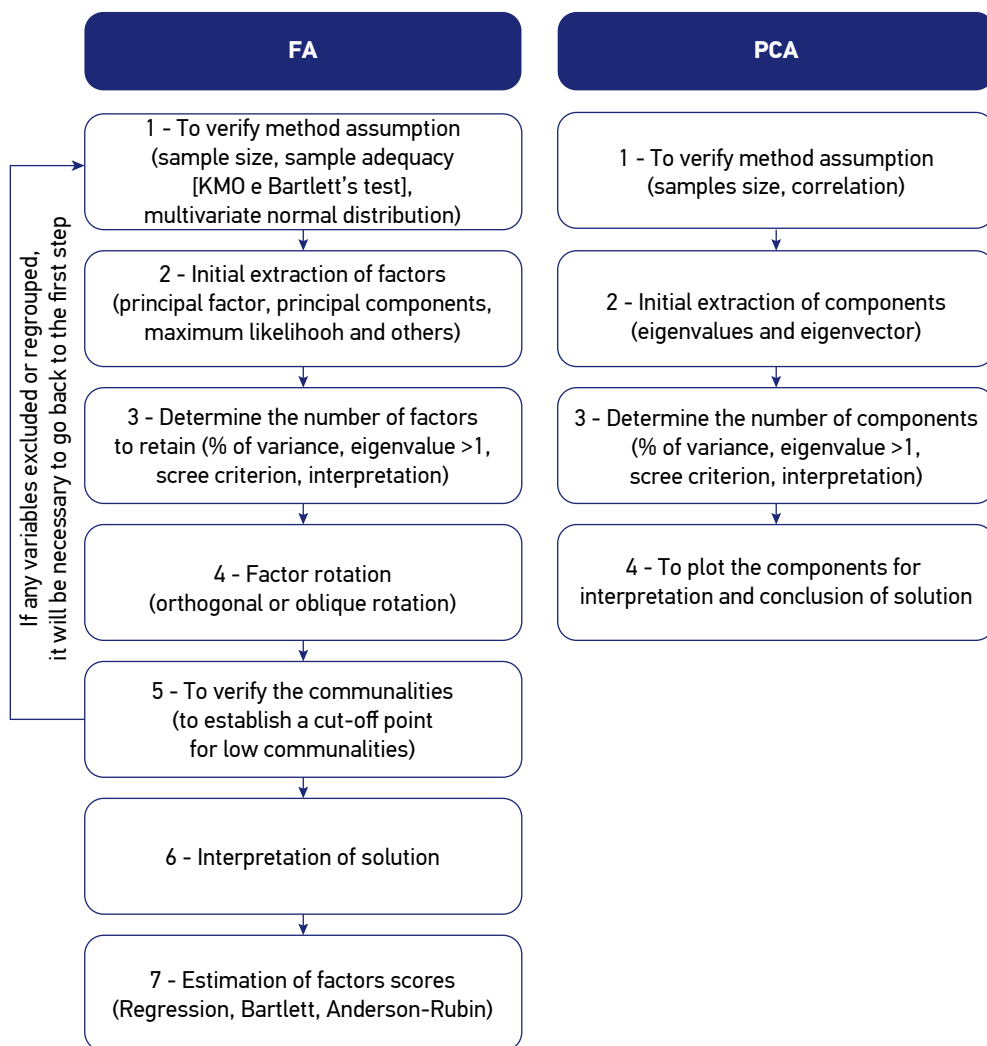 FA
1 - To verify method assumption
(sample size, sample adequacy
[KMO e Bartlett's test],
multivariate normal distribution)
2 - Initial extraction of factors
(principal factor, principal components,
maximum likelihooh and others)
3 - Determine the number of factors
to retain (% of variance, eigenvalue >1,
scree criterion, interpretation)
4 - Factor rotation
(orthogonal or oblique rotation)
5 - To verify the communalities
(to establish a cut-off point
for low communalities)
6 - Interpretation of solution
7 - Estimation of factors scores
(Regression, Bartlett, Anderson-Rubin)
If any variables excluded or regrouped,
it will be necessary to go back to the first step
PCA
1 - To verify method assumption
(samples size, correlation)
2 - Initial extraction of components
(eigenvalues and eigenvector)
3 - Determine the number of components
(% of variance, eigenvalue >1,
scree criterion, interpretation)
4 - To plot the components for
interpretation and conclusion of solution